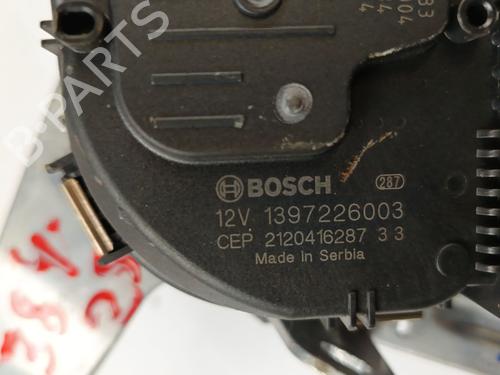 BOSCH 287
12V 1397226003
CEP 2120416287 3 3
Made in Serbia
B-PARTS